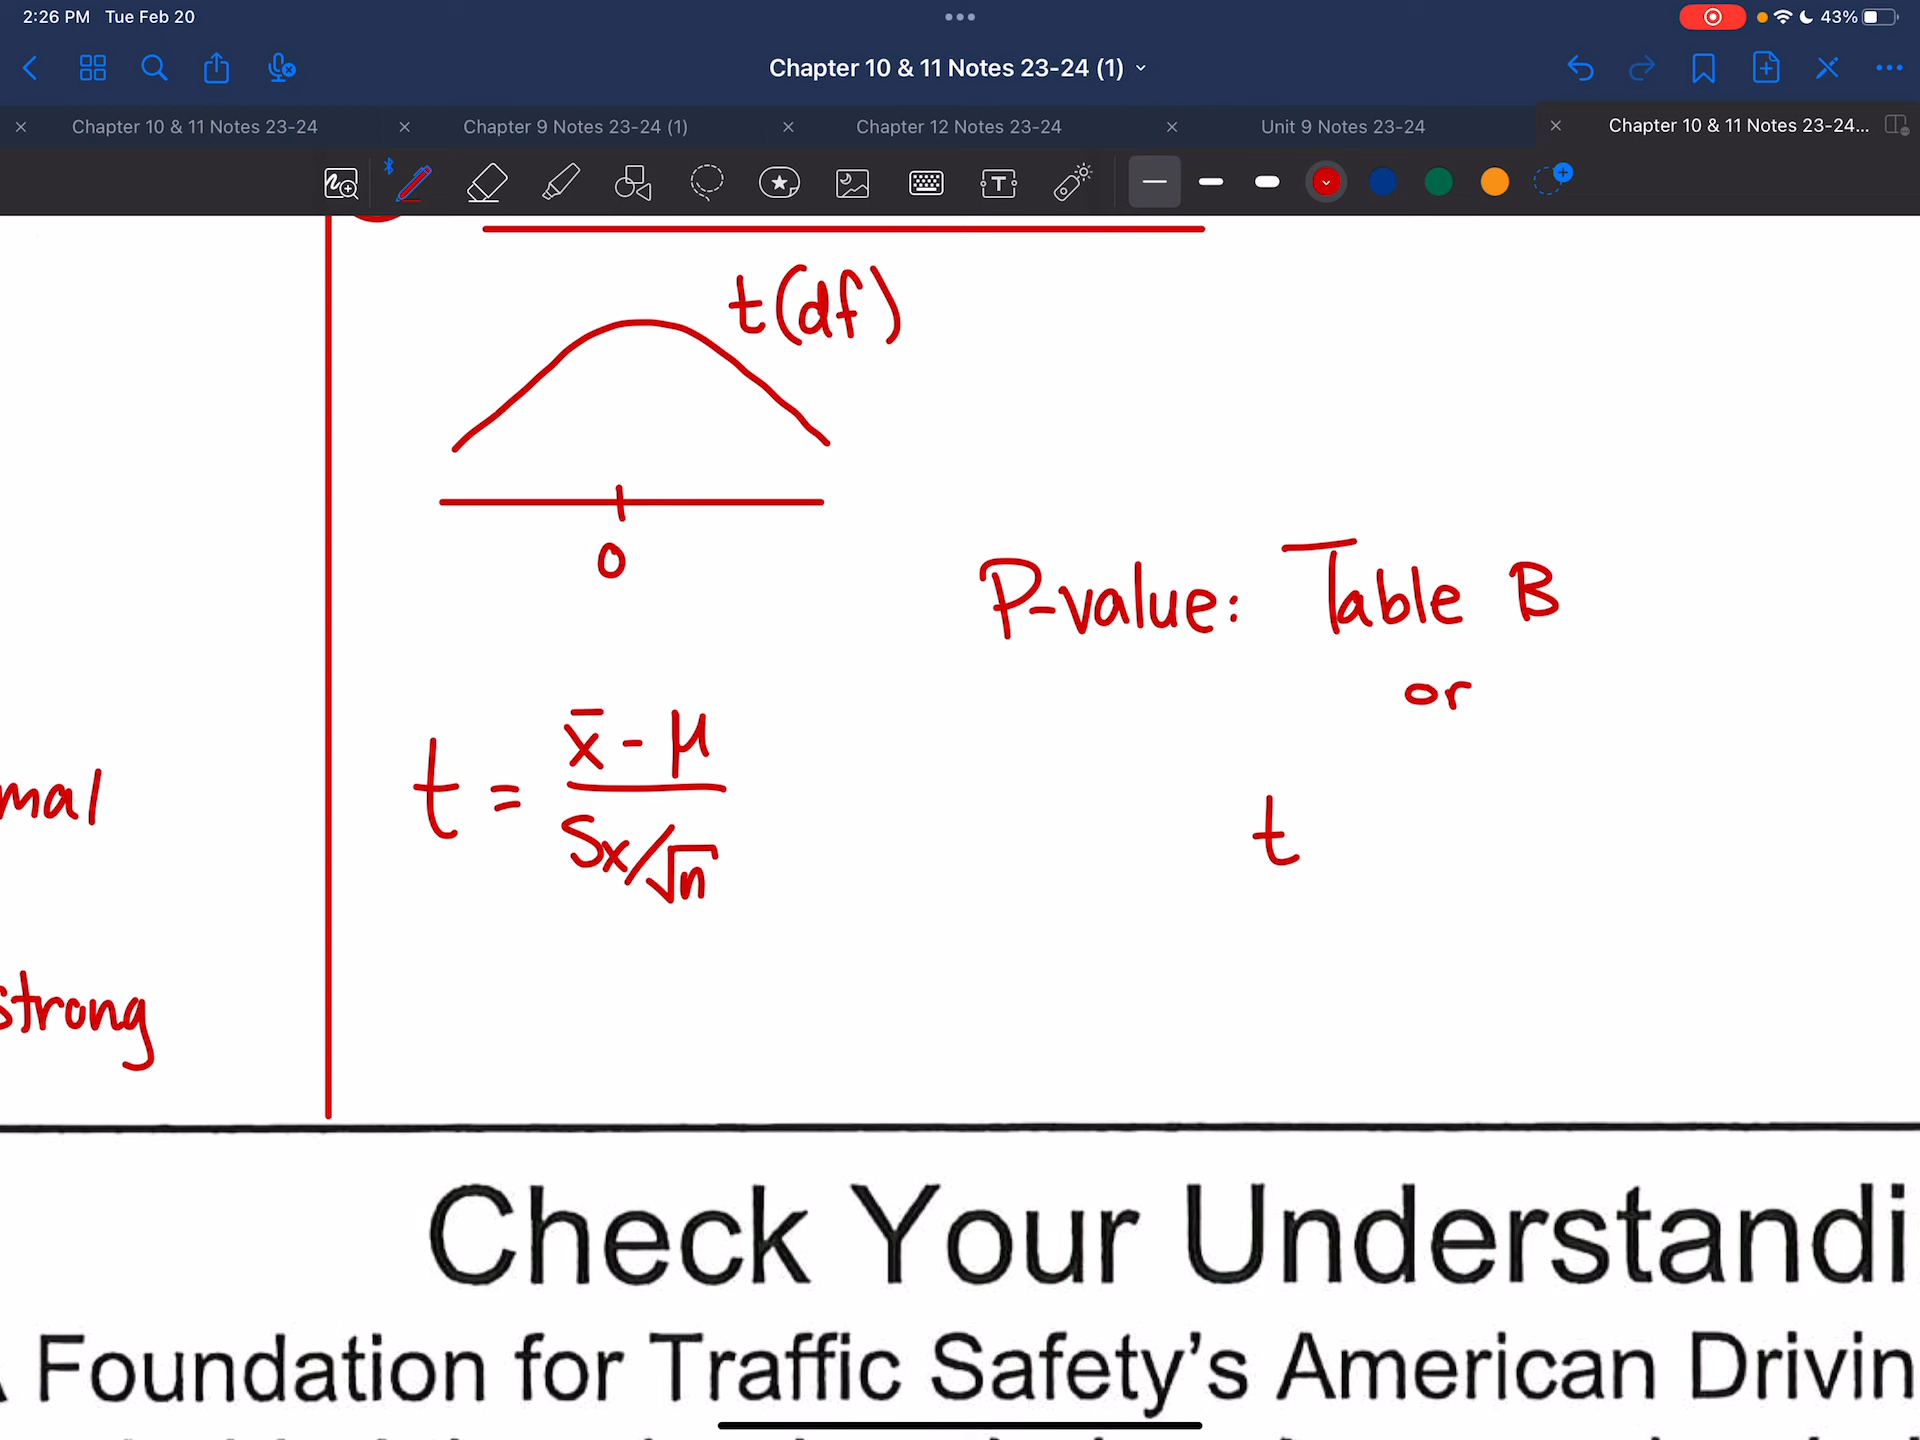 2:26 PM Tue Feb 20
43%
Chapter 10 & 11 Notes 23-24 (1)
Chapter 10 & 11 Notes 23-24
Chapter 9 Notes 23-24 (1)
Chapter 12 Notes 23-24
Unit 9 Notes 23-24
Chapter 10 & 11 Notes 23-24...
t(df)
0
P-value: Table B
or
t = x̄ - μ / Sx/√n
t
mal
strong
Check Your Understandi
Foundation for Traffic Safety's American Drivin